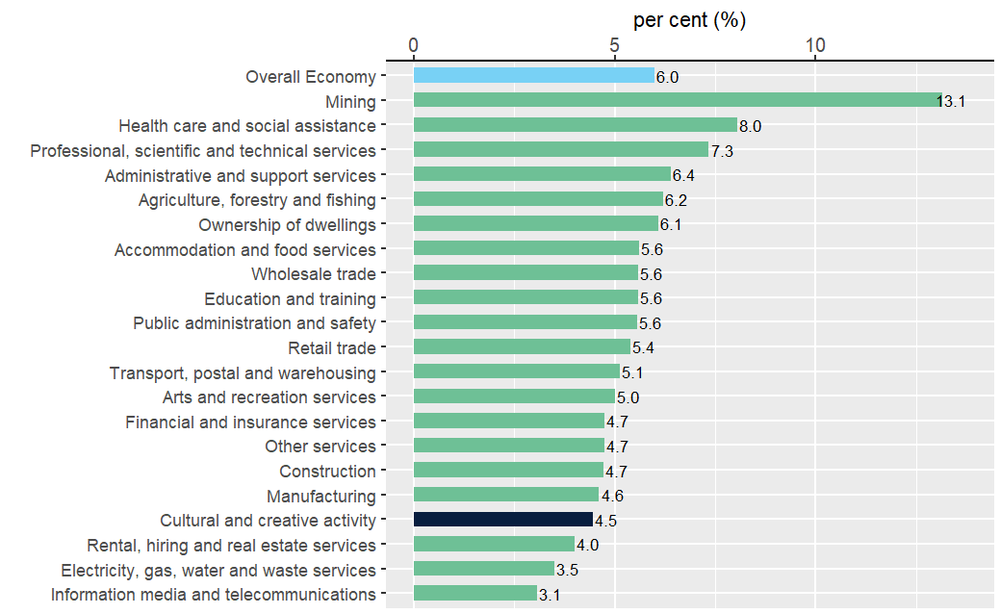 per cent (%)
0 5 10
Overall Economy 6.0
Mining 13.1
Health care and social assistance 8.0
Professional, scientific and technical services 7.3
Administrative and support services 6.4
Agriculture, forestry and fishing 6.2
Ownership of dwellings 6.1
Accommodation and food services 5.6
Wholesale trade 5.6
Education and training 5.6
Public administration and safety 5.6
Retail trade 5.4
Transport, postal and warehousing 5.1
Arts and recreation services 5.0
Financial and insurance services 4.7
Other services 4.7
Construction 4.7
Manufacturing 4.6
Cultural and creative activity 4.5
Rental, hiring and real estate services 4.0
Electricity, gas, water and waste services 3.5
Information media and telecommunications 3.1